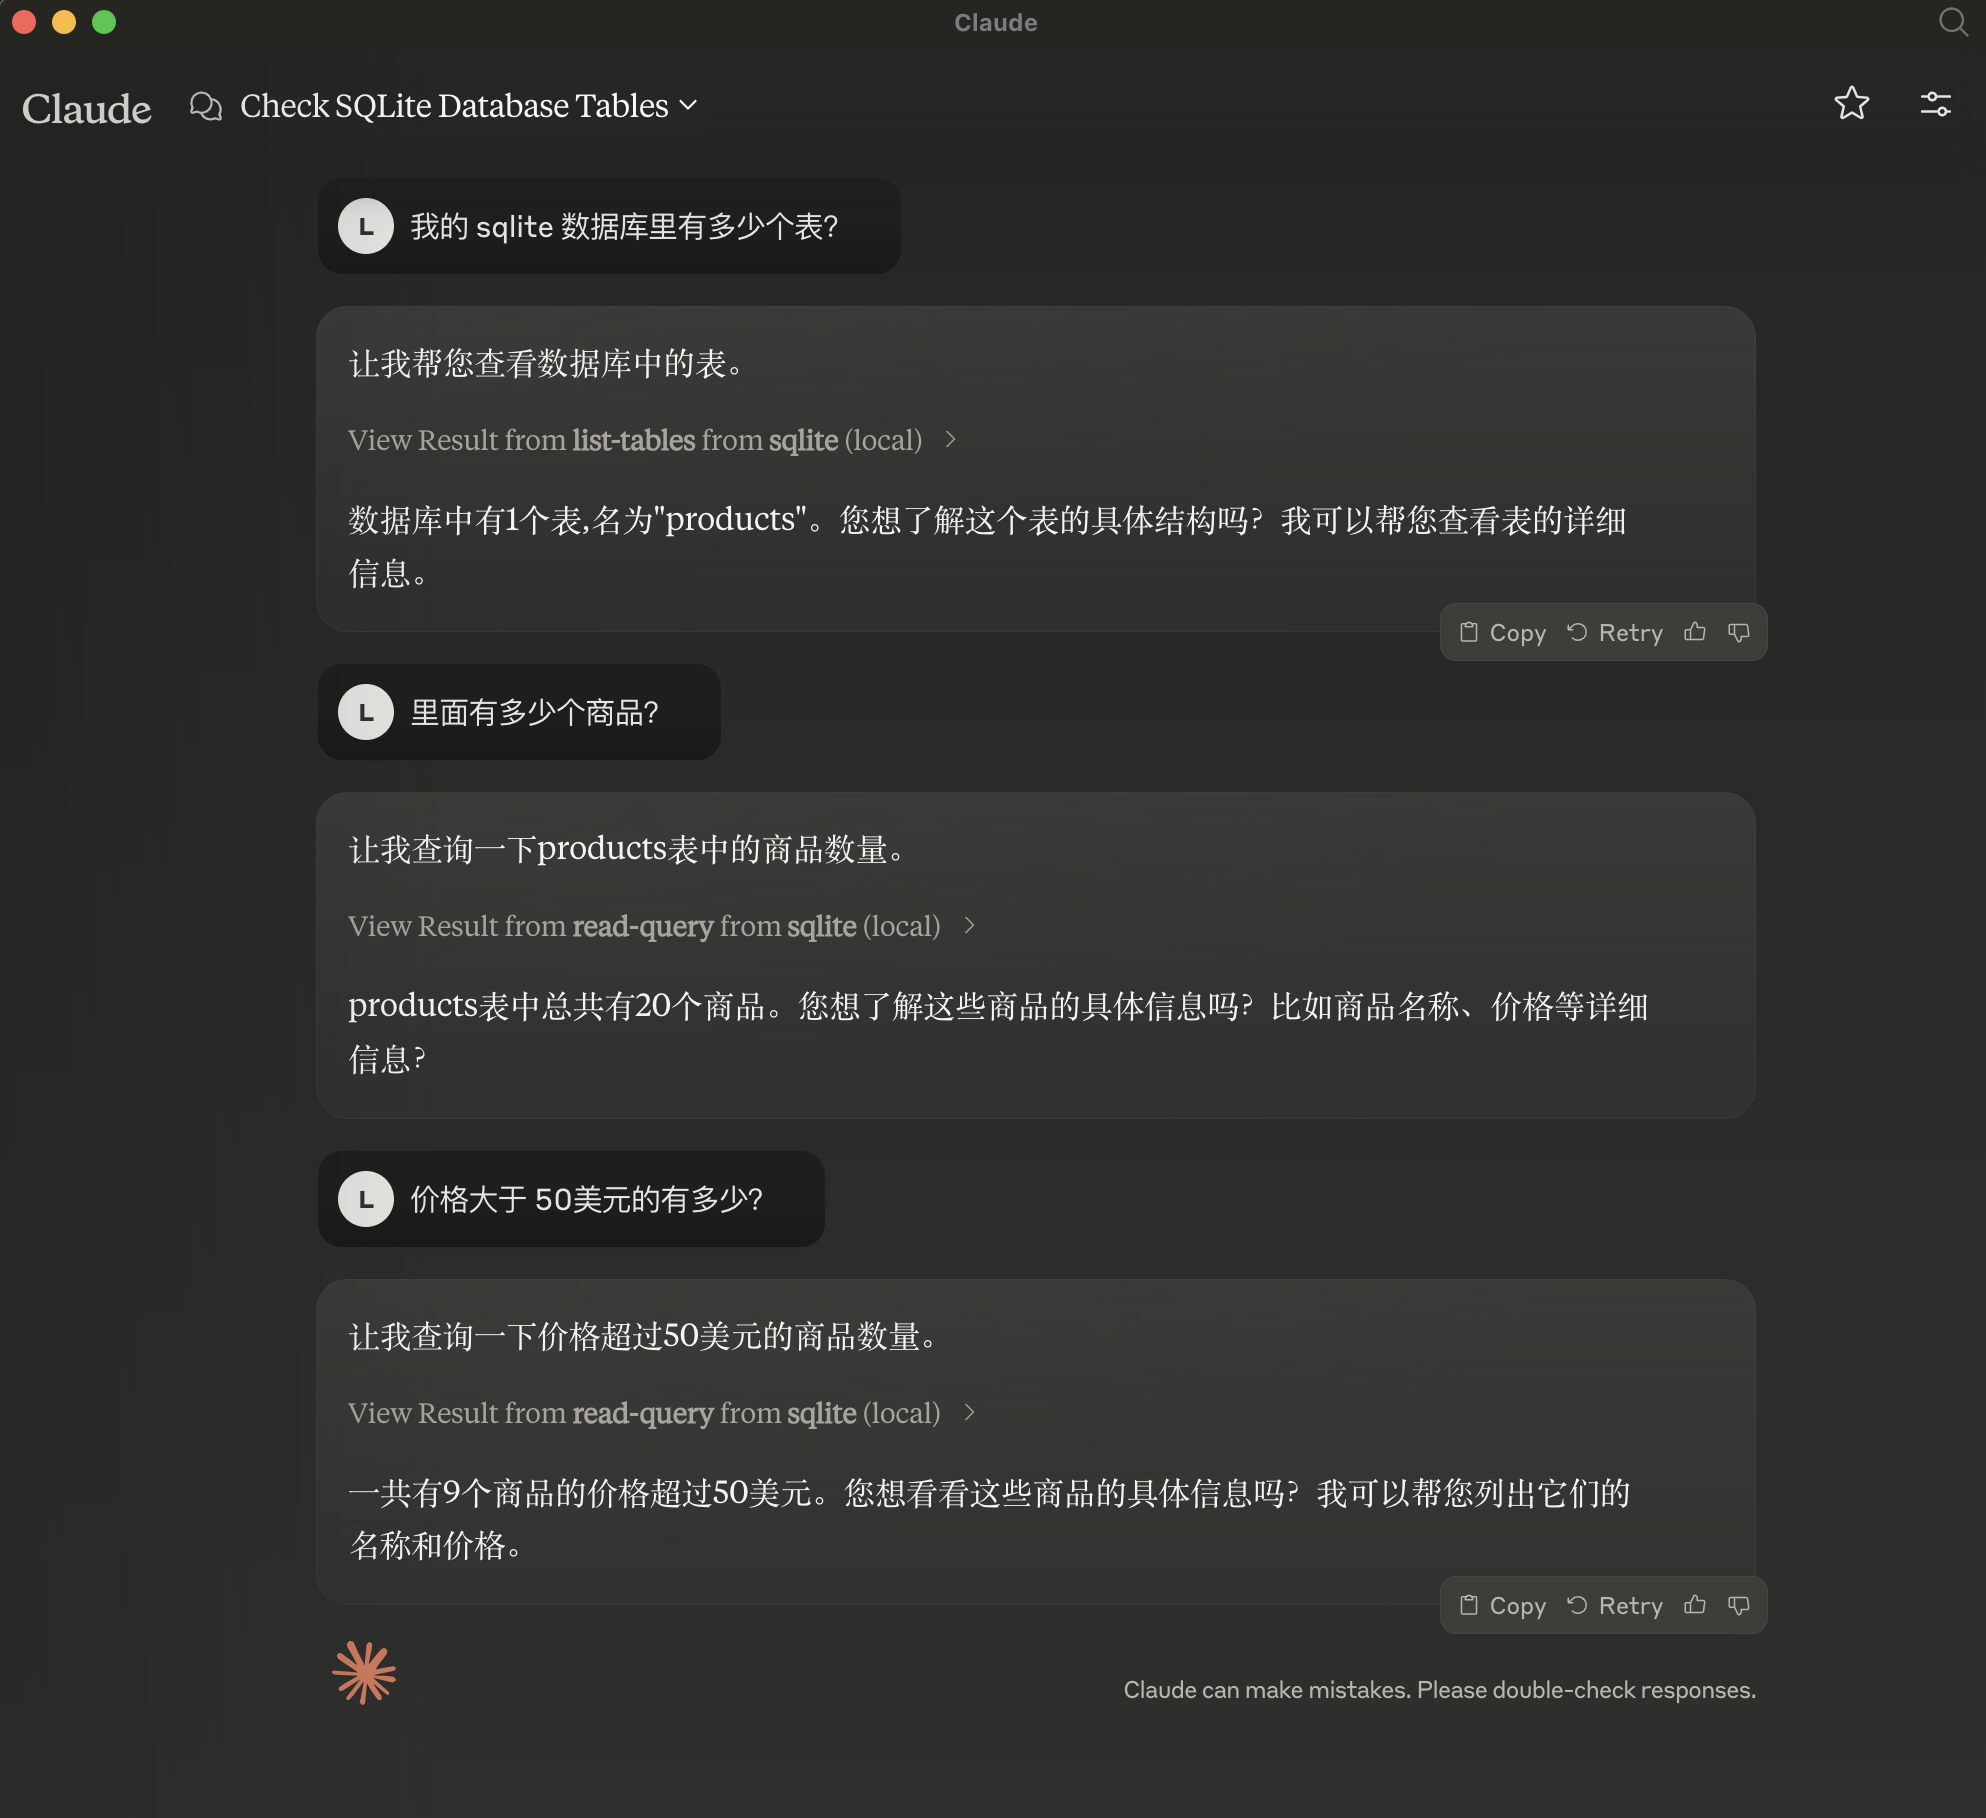 Claude
Claude
Check SQLite Database Tables
L
我的 sqlite 数据库里有多少个表?
让我帮您查看数据库中的表。
View Result from list-tables from sqlite (local)
数据库中有1个表,名为"products"。您想了解这个表的具体结构吗？我可以帮您查看表的详细
信息。
Copy Retry
L
里面有多少个商品?
让我查询一下products表中的商品数量。
View Result from read-query from sqlite (local)
products表中总共有20个商品。您想了解这些商品的具体信息吗？比如商品名称、价格等详细
信息?
L
价格大于 50美元的有多少?
让我查询一下价格超过50美元的商品数量。
View Result from read-query from sqlite (local)
一共有9个商品的价格超过50美元。您想看看这些商品的具体信息吗？我可以帮您列出它们的
名称和价格。
Copy Retry
Claude can make mistakes. Please double-check responses.